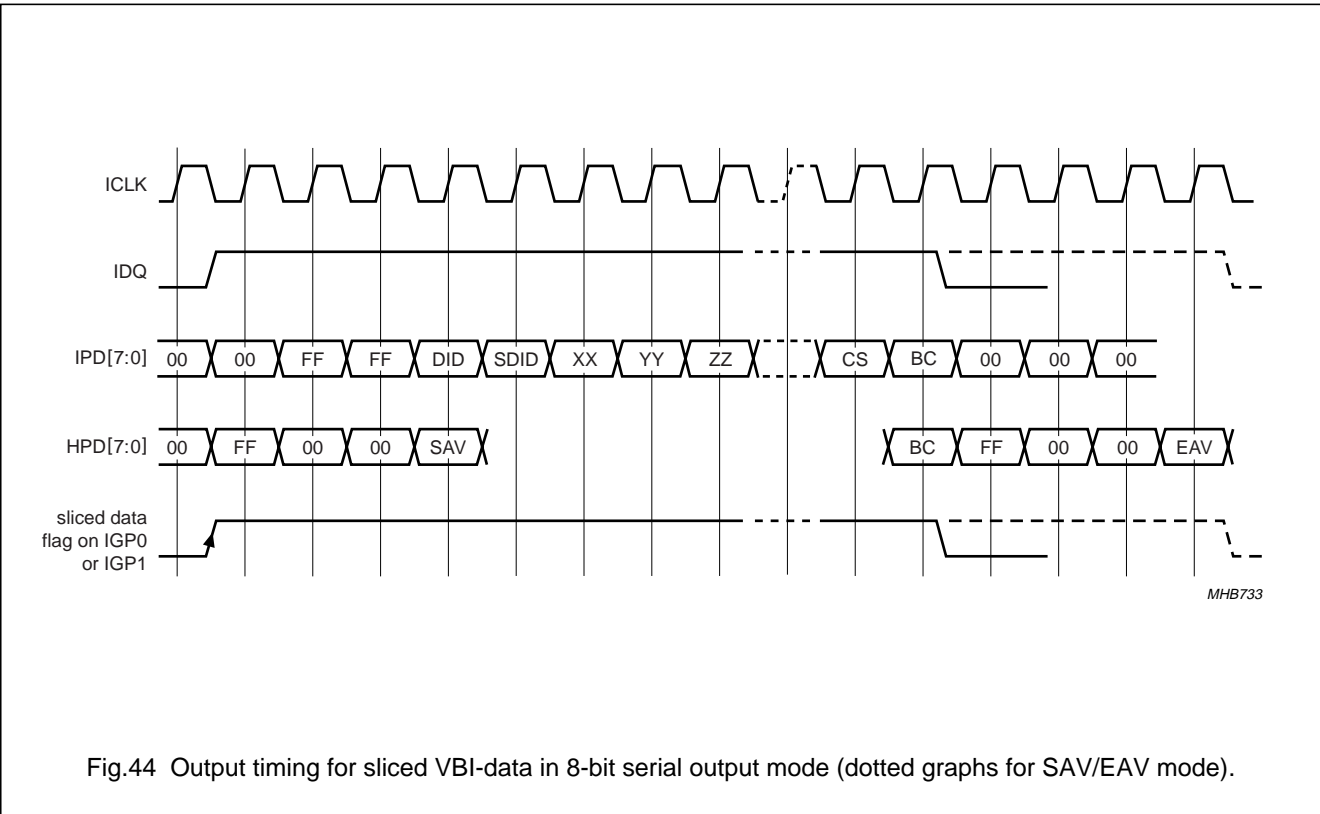 ICLK
IDQ
IPD[7:0] 00 00 FF FF DID SDID XX YY ZZ CS BC 00 00 00
HPD[7:0] 00 FF 00 00 SAV BC FF 00 00 EAV
sliced data
flag on IGP0
or IGP1
MHB733
Fig.44 Output timing for sliced VBI-data in 8-bit serial output mode (dotted graphs for SAV/EAV mode).